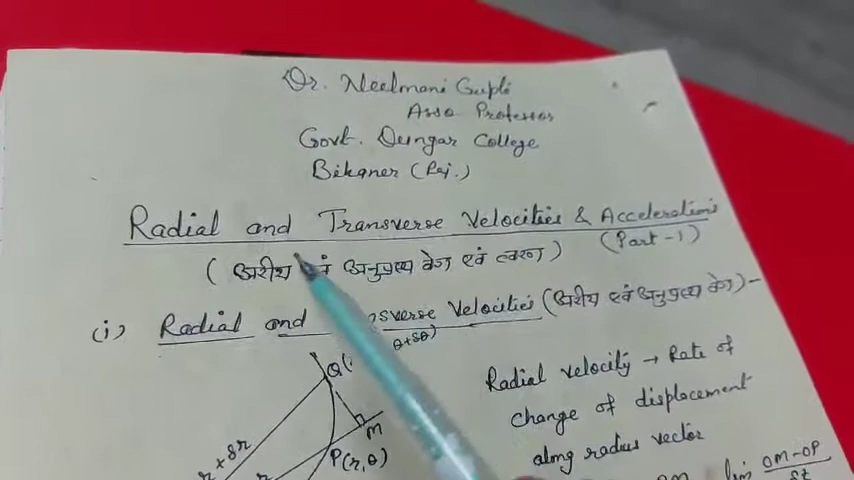 Dr. Neelmani Gupta
Asso Professor
Govt. Dungar College
Bikaner (Raj.)
Radial and Transverse Velocities & Accelerations
(Part-1)
(अरीय एवं अनुप्रस्थ वेग एवं त्वरण)
(i) Radial and Transverse Velocities (अरीय एवं अनुप्रस्थ वेग) -
θ+δθ)
Q(
Radial velocity → Rate of
change of displacement
along radius vector
M
P(r,θ)
r+δr
r
lim OM-OP
δt